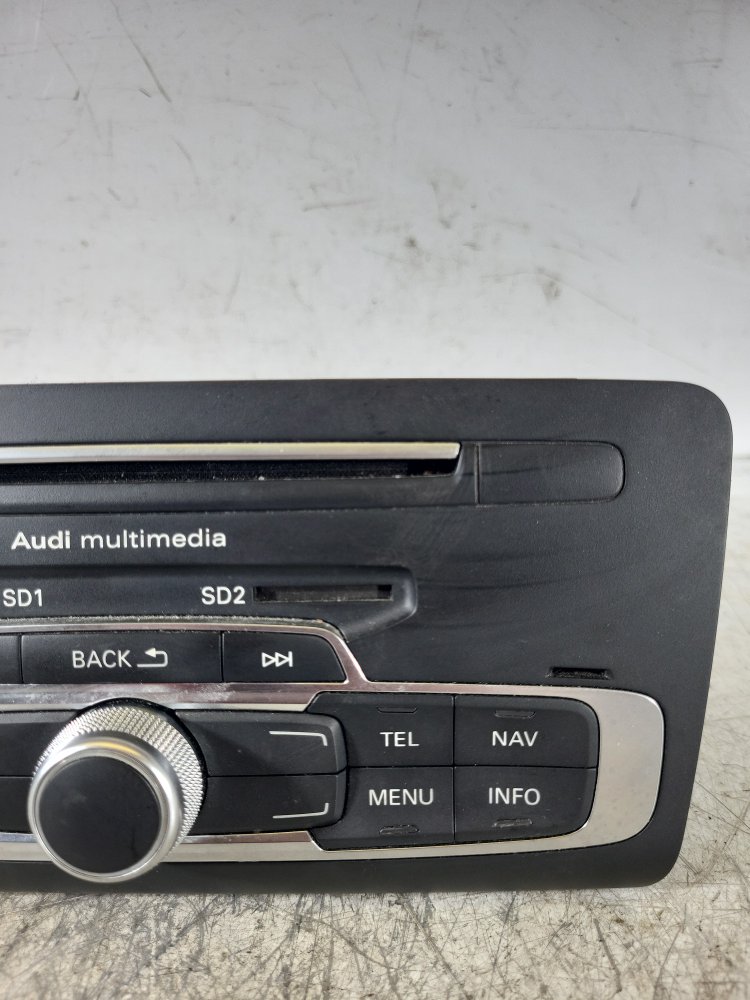 Audi multimedia
SD1 SD2
BACK
TEL NAV
MENU INFO